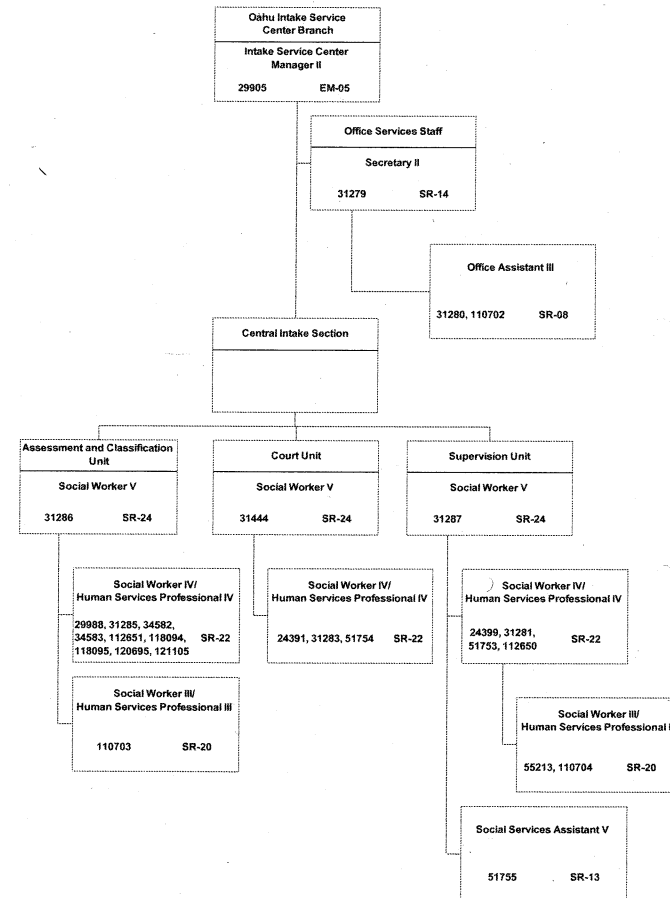 Oahu Intake Service
Center Branch
Intake Service Center
Manager II
29905 EM-05
Office Services Staff
Secretary II
31279 SR-14
Office Assistant III
31280, 110702 SR-08
Central Intake Section
Assessment and Classification
Unit
Social Worker V
31286 SR-24
Court Unit
Social Worker V
31444 SR-24
Supervision Unit
Social Worker V
31287 SR-24
Social Worker IV/
Human Services Professional IV
29988, 31285, 34582,
34583, 112651, 118094, SR-22
118095, 120695, 121105
Social Worker IV/
Human Services Professional IV
24391, 31283, 51754 SR-22
Social Worker IV/
Human Services Professional IV
24399, 31281,
51753, 112650 SR-22
Social Worker III/
Human Services Professional III
110703 SR-20
Social Worker III/
Human Services Professional
55213, 110704 SR-20
Social Services Assistant V
51755 SR-13